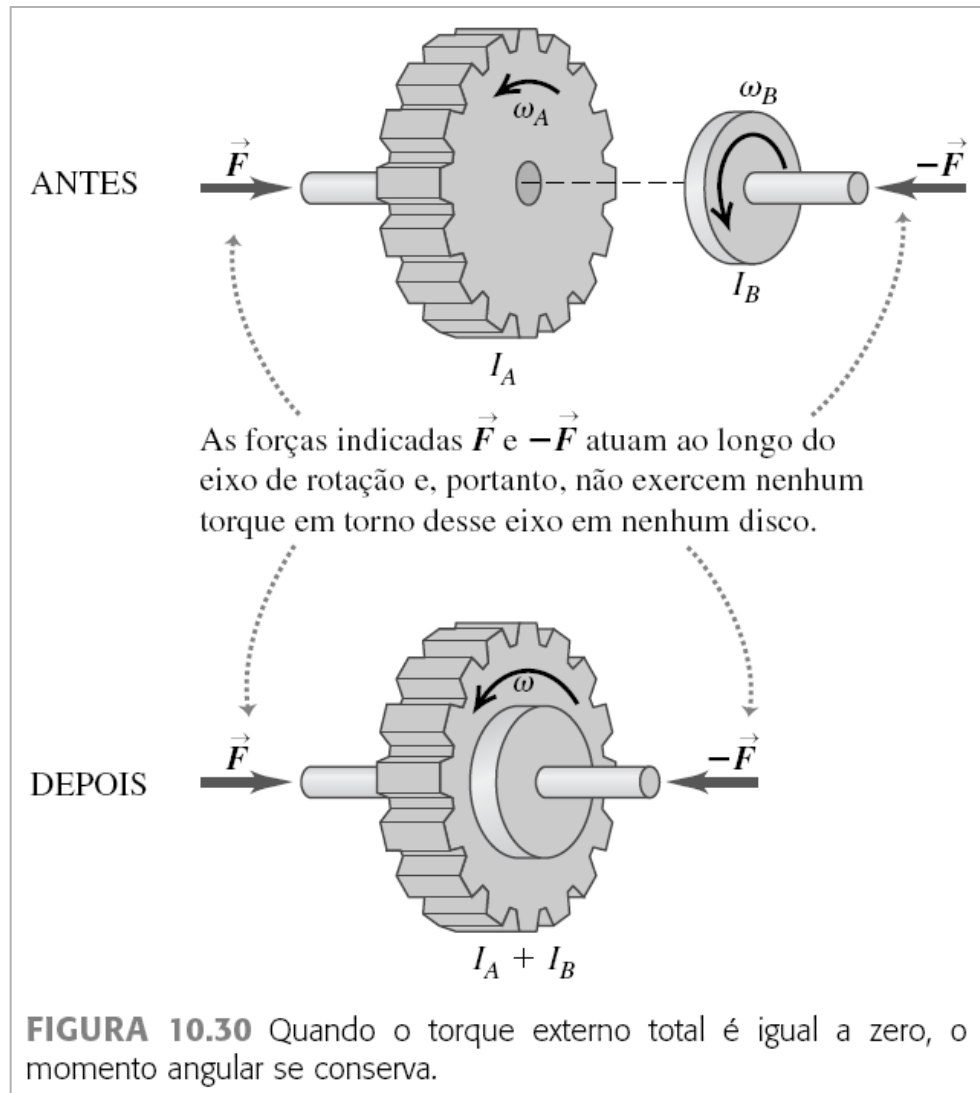 ω_B
ω_A
F⃗
−F⃗
ANTES
I_B
I_A
As forças indicadas F⃗ e −F⃗ atuam ao longo do
eixo de rotação e, portanto, não exercem nenhum
torque em torno desse eixo em nenhum disco.
ω
F⃗
−F⃗
DEPOIS
I_A + I_B
FIGURA 10.30 Quando o torque externo total é igual a zero, o
momento angular se conserva.